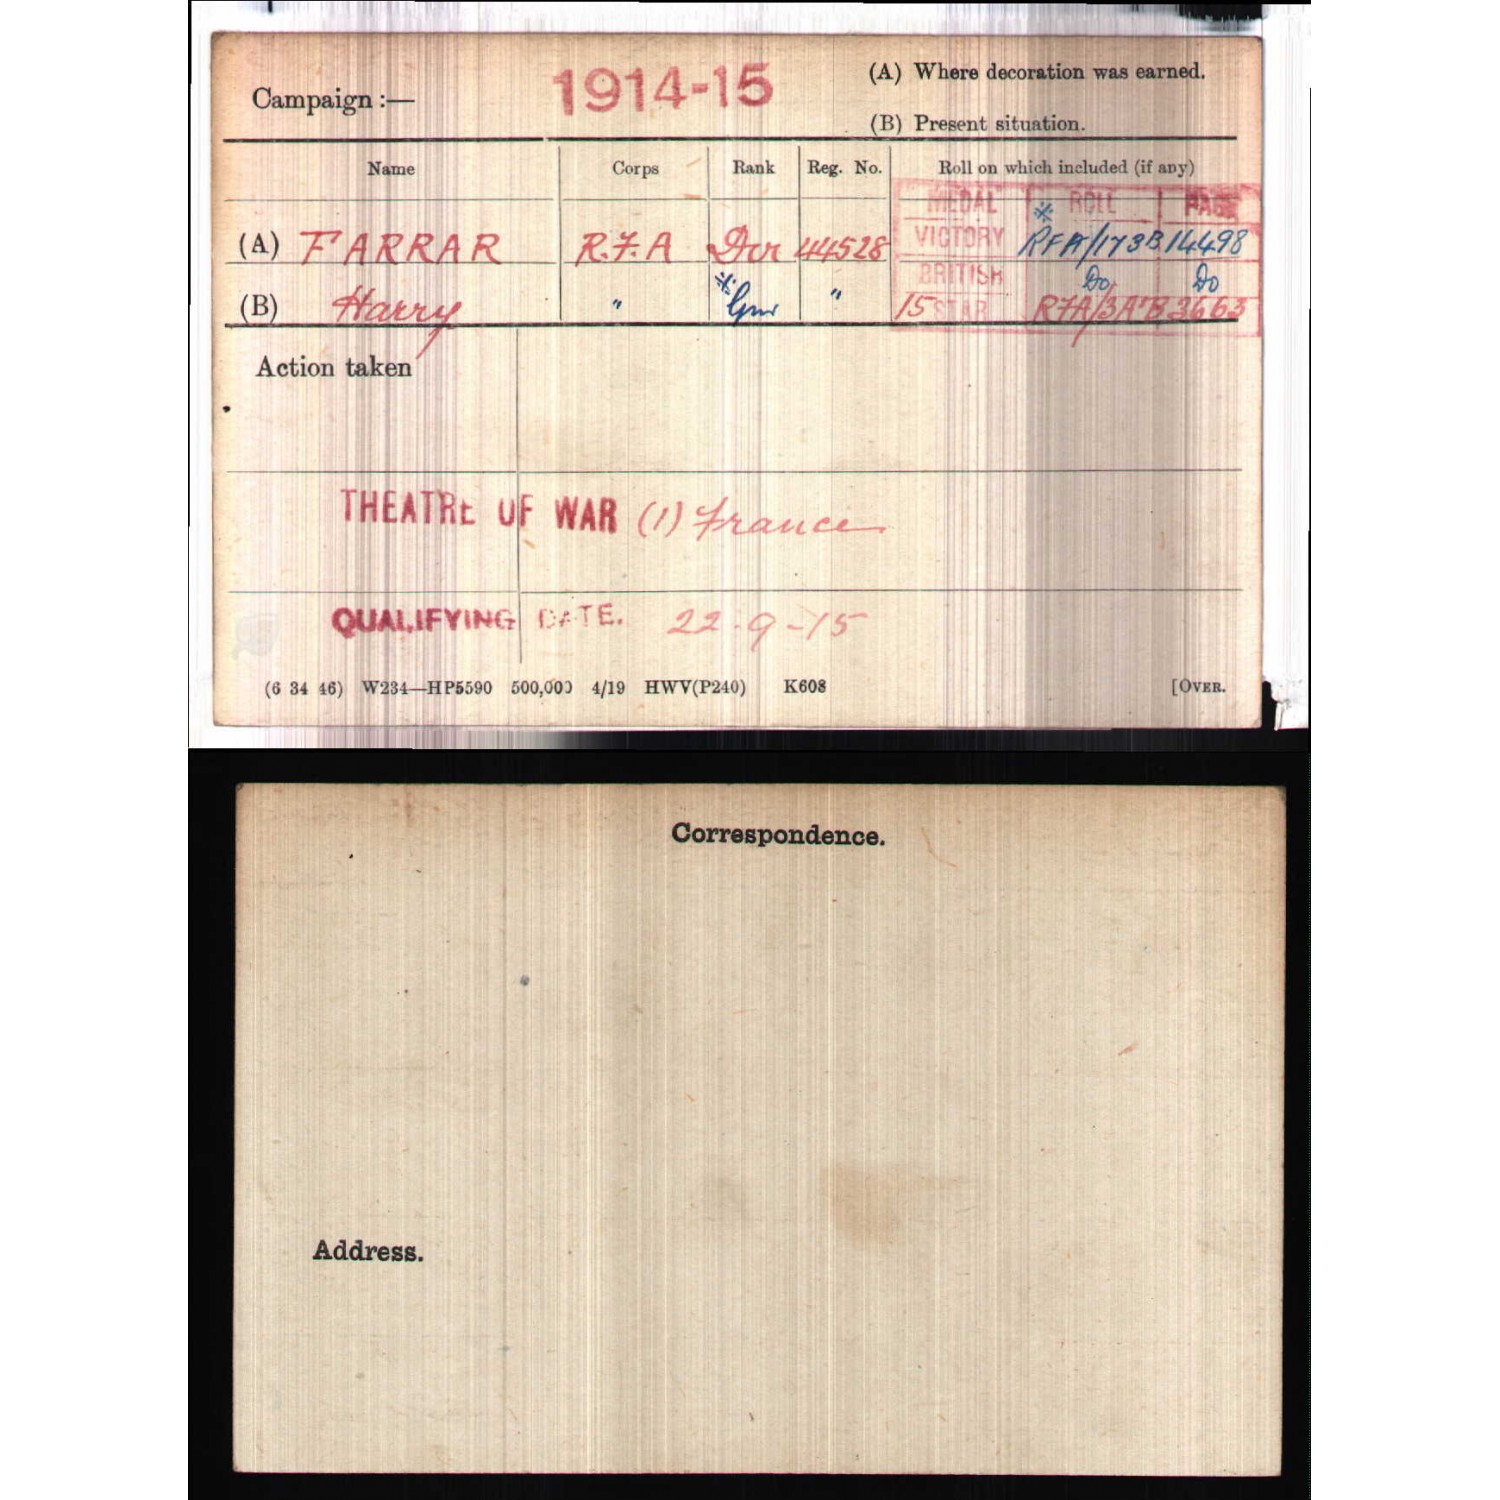 Campaign :— 1914-15 (A) Where decoration was earned.
(B) Present situation.
Name Corps Rank Reg. No. Roll on which included (if any)
MEDAL * ROLL PAGE
(A) FARRAR R.F.A Dvr 44528 VICTORY RFA/173B 14498
BRITISH Do Do
(B) Harry " * Gnr " 15 STAR RFA/3A"B 3663
Action taken
THEATRE OF WAR (1) France
QUALIFYING DATE. 22-9-15
(6 34 46) W234—HP5590 500,000 4/19 HWV(P240) K608 [OVER.
Correspondence.
Address.